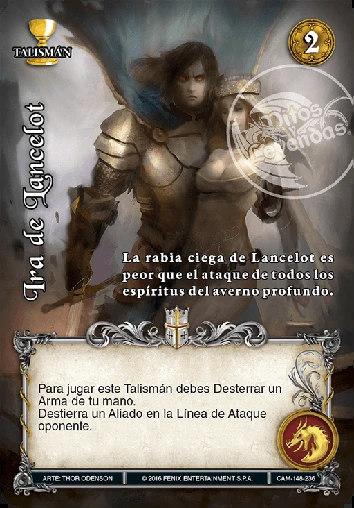 TALISMÁN
2
Mitos y Leyendas
Ira de Lancelot
La rabia ciega de Lancelot es
peor que el ataque de todos los
espíritus del averno profundo.
Para jugar este Talismán debes Desterrar un
Arma de tu mano.
Destierra un Aliado en la Línea de Ataque
oponente.
ARTE: THOR ODENSON
© 2016 FENIX ENTERTAINMENT S.P.A.
CAM-148-236